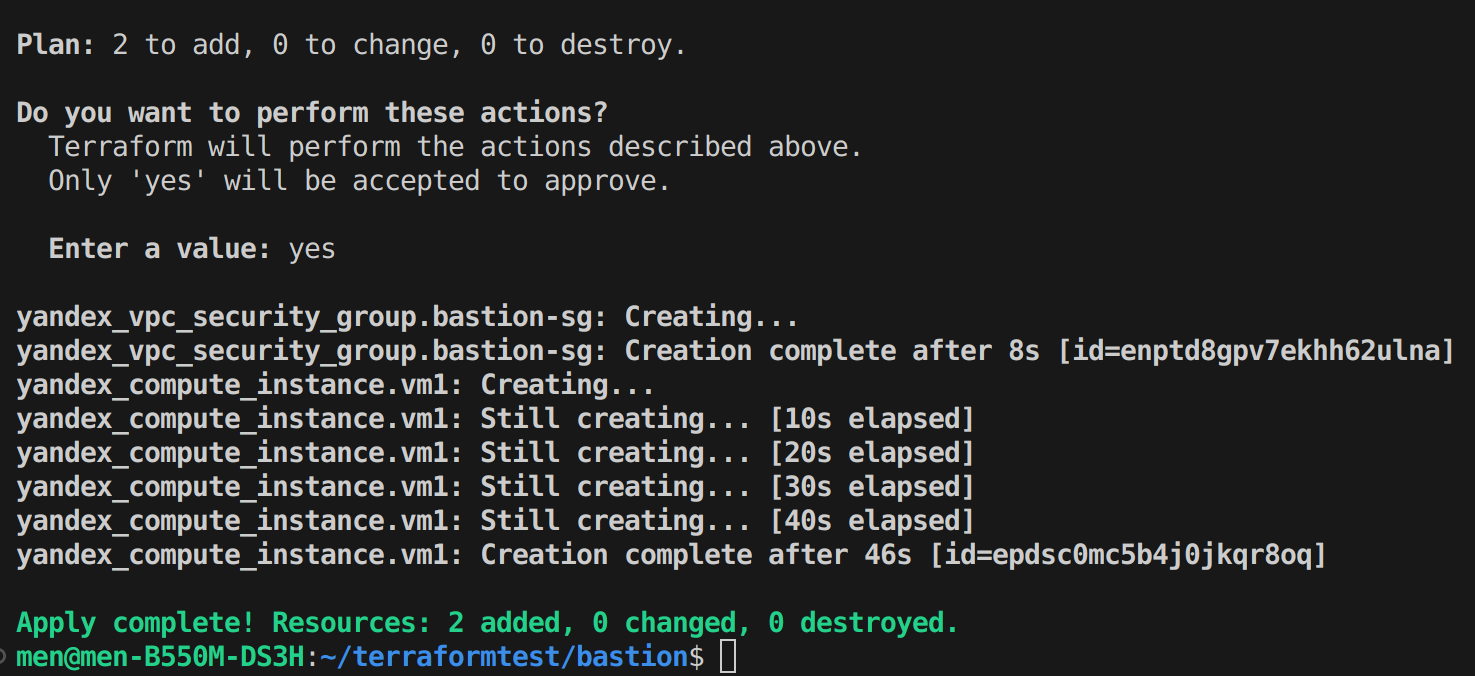 Plan: 2 to add, 0 to change, 0 to destroy.
Do you want to perform these actions?
Terraform will perform the actions described above.
Only 'yes' will be accepted to approve.
Enter a value: yes
yandex_vpc_security_group.bastion-sg: Creating...
yandex_vpc_security_group.bastion-sg: Creation complete after 8s [id=enptd8gpv7ekhh62ulna]
yandex_compute_instance.vm1: Creating...
yandex_compute_instance.vm1: Still creating... [10s elapsed]
yandex_compute_instance.vm1: Still creating... [20s elapsed]
yandex_compute_instance.vm1: Still creating... [30s elapsed]
yandex_compute_instance.vm1: Still creating... [40s elapsed]
yandex_compute_instance.vm1: Creation complete after 46s [id=epdsc0mc5b4j0jkqr8oq]
Apply complete! Resources: 2 added, 0 changed, 0 destroyed.
men@men-B550M-DS3H:~/terraformtest/bastion$